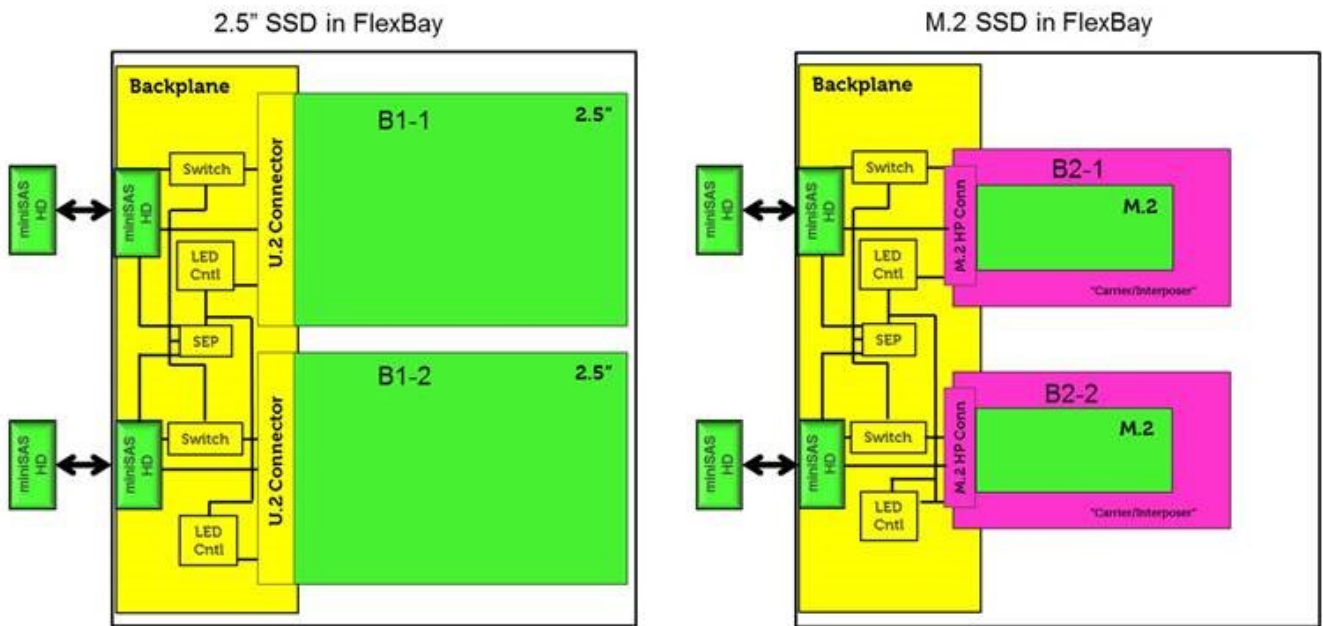 2.5” SSD in FlexBay
Backplane
B1-1
2.5”
U.2 Connector
Switch
miniSAS
HD
miniSAS
HD
LED
Cntl
SEP
B1-2
2.5”
U.2 Connector
Switch
miniSAS
HD
miniSAS
HD
LED
Cntl
M.2 SSD in FlexBay
Backplane
B2-1
Switch
M.2
M.2 HP Conn
miniSAS
HD
miniSAS
HD
LED
Cntl
"Carrier/Interposer"
SEP
B2-2
Switch
M.2
M.2 HP Conn
miniSAS
HD
miniSAS
HD
LED
Cntl
"Carrier/Interposer"